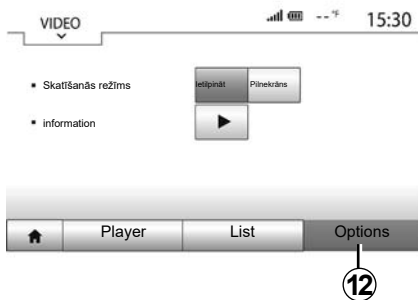 VIDEO
--°F
15:30
▪ Skatīšanās režīms
Ietilpināt
Pilnekrāns
▪ information
Player
List
Options
12